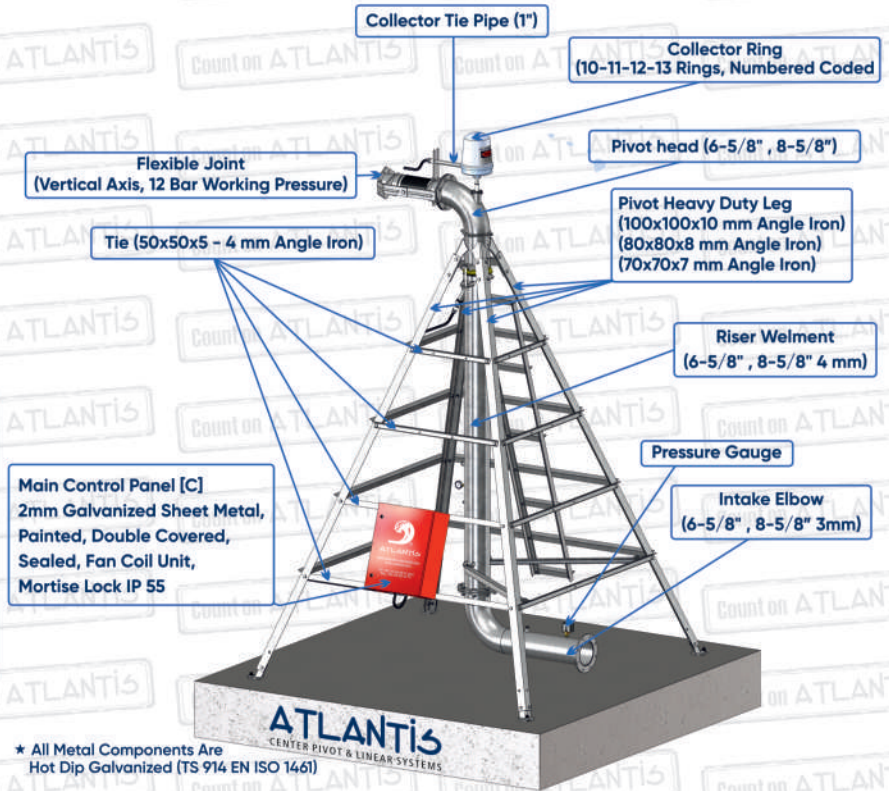 Collector Tie Pipe (1")
Collector Ring
(10-11-12-13 Rings, Numbered Coded
Pivot head (6-5/8" , 8-5/8")
Flexible Joint
(Vertical Axis, 12 Bar Working Pressure)
Pivot Heavy Duty Leg
(100x100x10 mm Angle Iron)
(80x80x8 mm Angle Iron)
(70x70x7 mm Angle Iron)
Tie (50x50x5 - 4 mm Angle Iron)
Riser Welment
(6-5/8" , 8-5/8" 4 mm)
Pressure Gauge
Intake Elbow
(6-5/8" , 8-5/8" 3mm)
Main Control Panel [C]
2mm Galvanized Sheet Metal,
Painted, Double Covered,
Sealed, Fan Coil Unit,
Mortise Lock IP 55
ATLANTiS
ATLANTiS
CENTER PIVOT & LINEAR SYSTEMS
★ All Metal Components Are
Hot Dip Galvanized (TS 914 EN ISO 1461)
Count on ATLANTiS